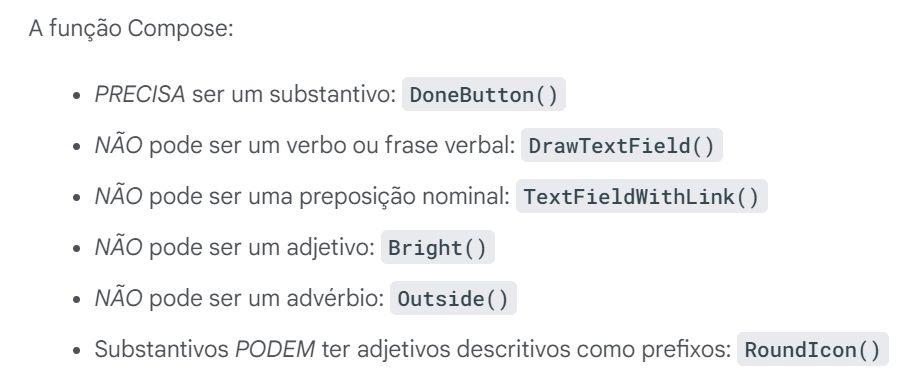 A função Compose:
• PRECISA ser um substantivo: DoneButton()
• NÃO pode ser um verbo ou frase verbal: DrawTextField()
• NÃO pode ser uma preposição nominal: TextFieldWithLink()
• NÃO pode ser um adjetivo: Bright()
• NÃO pode ser um advérbio: Outside()
• Substantivos PODEM ter adjetivos descritivos como prefixos: RoundIcon()